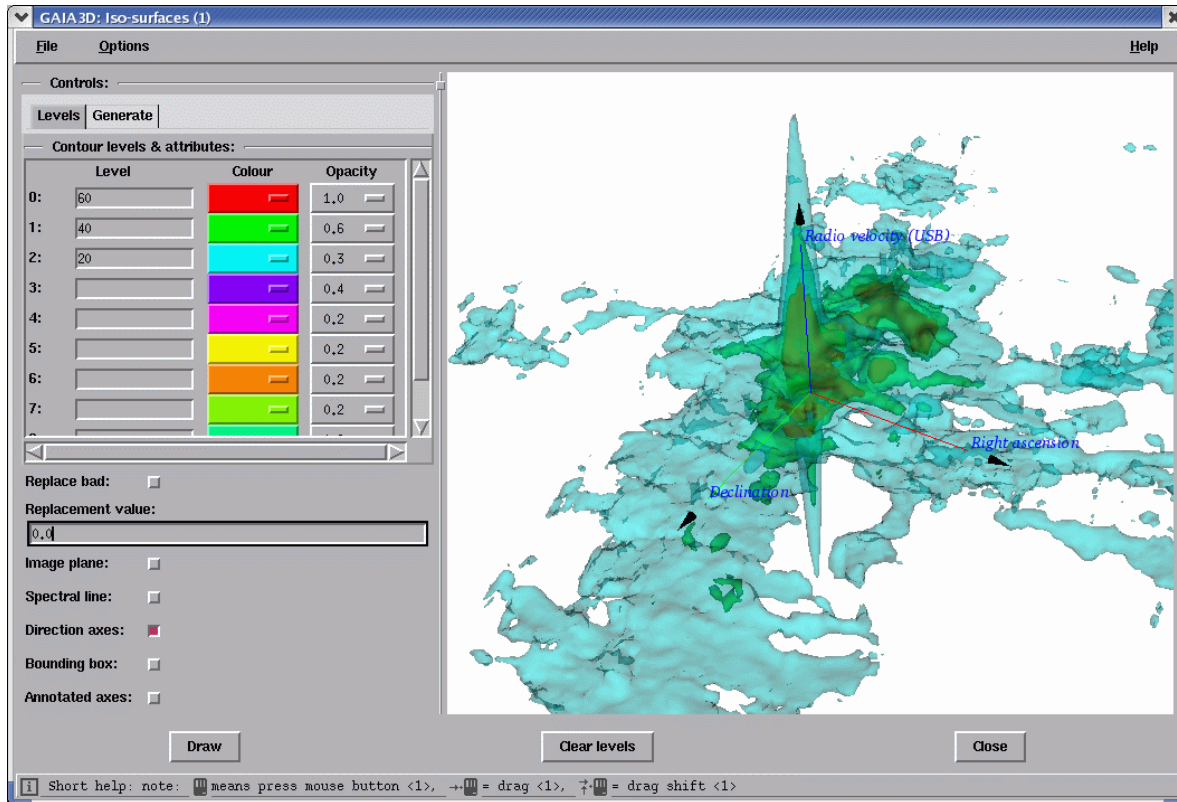 GAIA3D: Iso-surfaces (1)
File Options Help
Controls:
Levels Generate
Contour levels & attributes:
Level Colour Opacity
0: 60 1.0
1: 40 0.6
2: 20 0.3
3: 0.4
4: 0.2
5: 0.2
6: 0.2
7: 0.2
Replace bad:
Replacement value:
0.0
Image plane:
Spectral line:
Direction axes:
Bounding box:
Annotated axes:
Radio velocity (USB)
Right ascension
Declination
Draw Clear levels Close
Short help: note: means press mouse button <1>, = drag <1>, = drag shift <1>